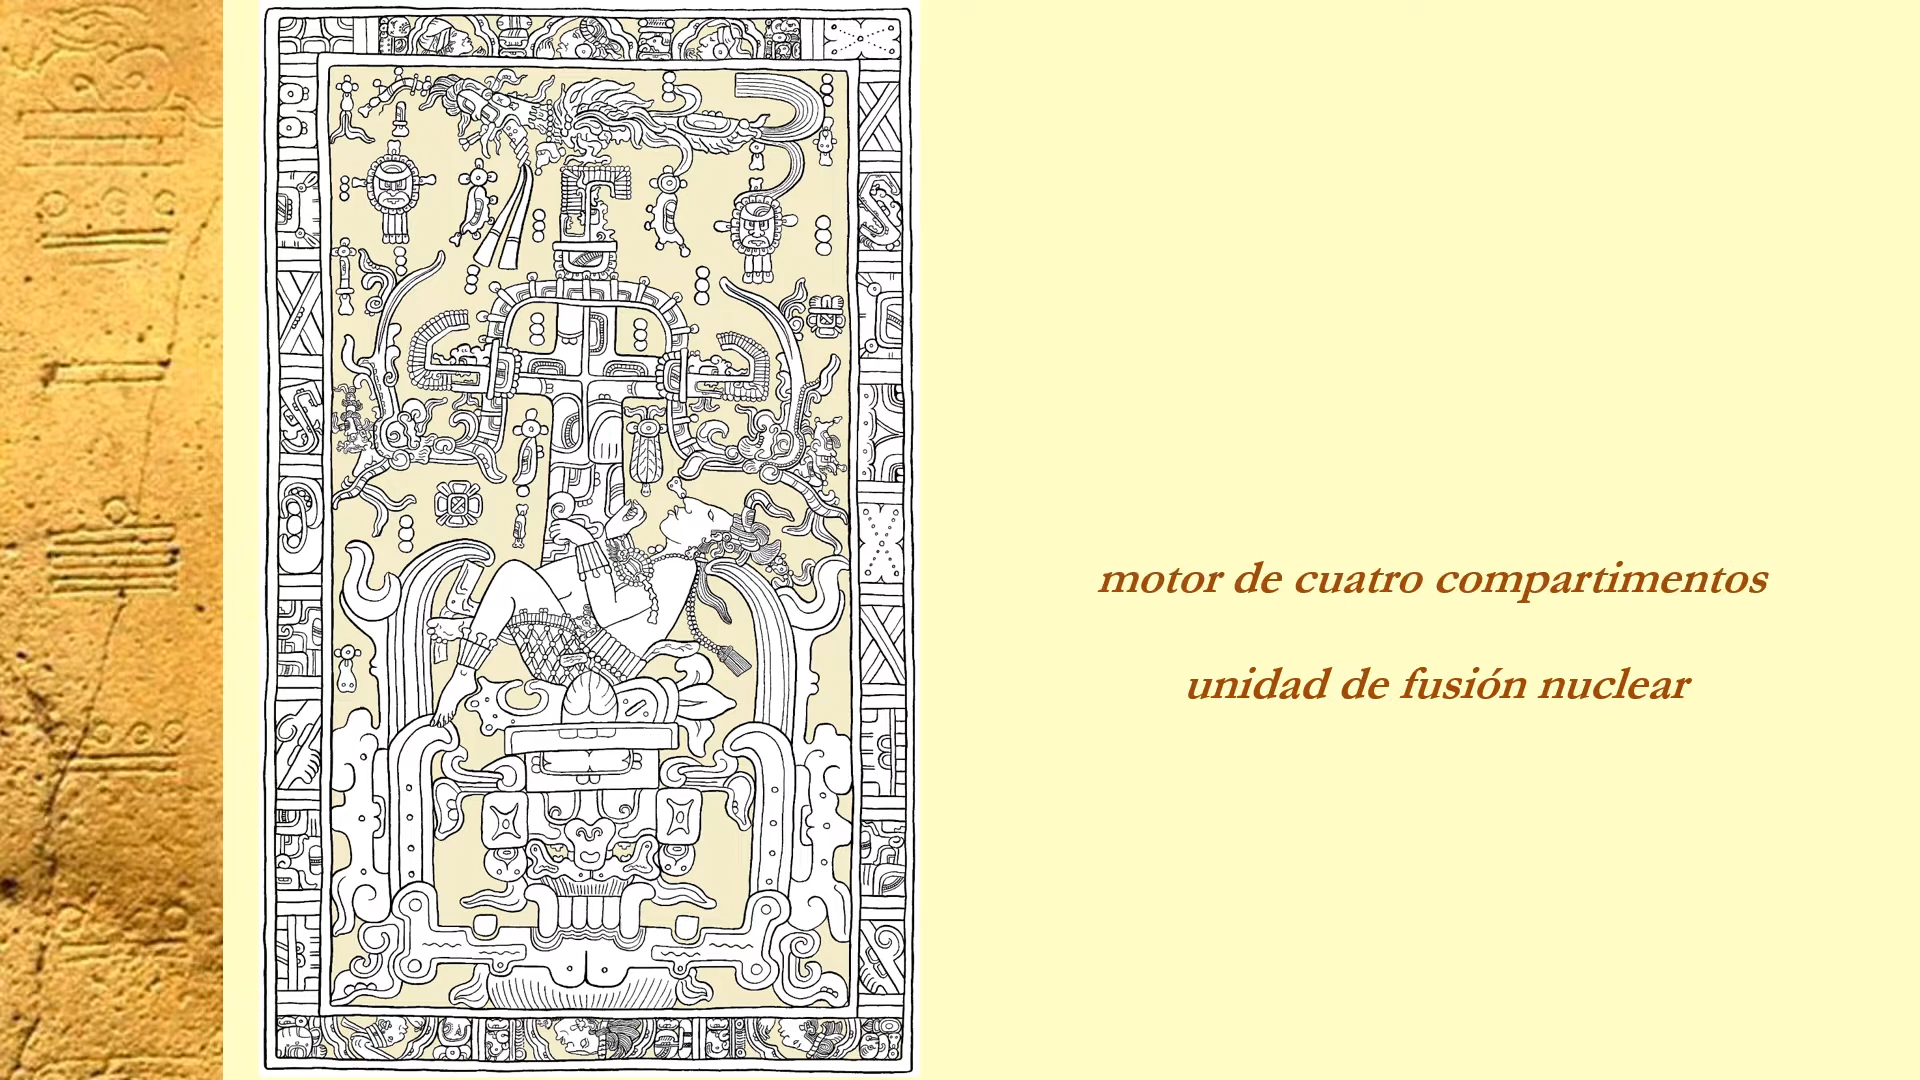 motor de cuatro compartimentos
unidad de fusión nuclear